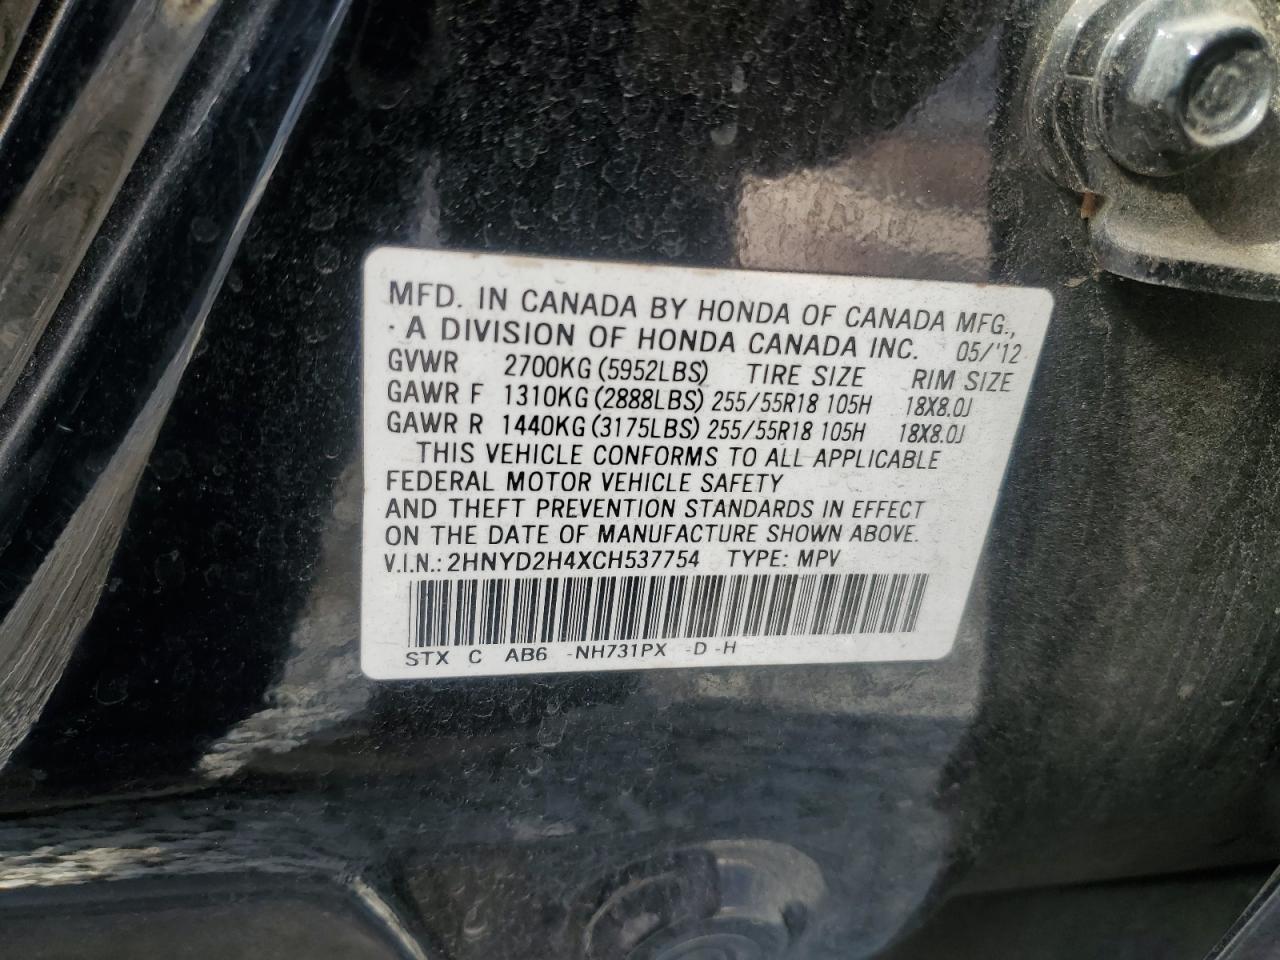 MFD. IN CANADA BY HONDA OF CANADA MFG.,
· A DIVISION OF HONDA CANADA INC. 05/'12
GVWR 2700KG (5952LBS) TIRE SIZE RIM SIZE
GAWR F 1310KG (2888LBS) 255/55R18 105H 18X8.0J
GAWR R 1440KG (3175LBS) 255/55R18 105H 18X8.0J
THIS VEHICLE CONFORMS TO ALL APPLICABLE
FEDERAL MOTOR VEHICLE SAFETY
AND THEFT PREVENTION STANDARDS IN EFFECT
ON THE DATE OF MANUFACTURE SHOWN ABOVE.
V.I.N.: 2HNYD2H4XCH537754 TYPE: MPV
STX C AB6 -NH731PX -D -H